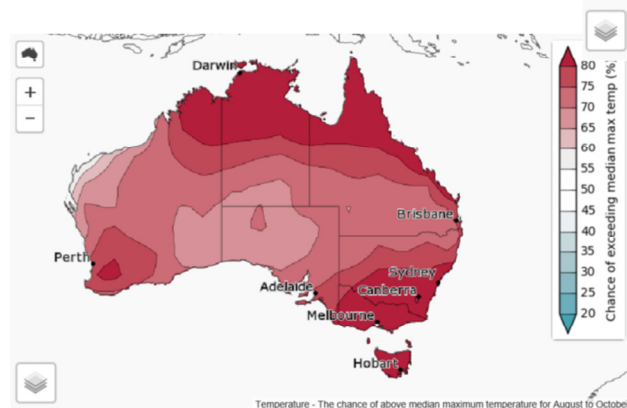 Darwin
+
−
Brisbane
Perth
Sydney
Adelaide
Canberra
Melbourne
Hobart
80
75
70
65
60
55
50
45
40
35
30
25
20
Chance of exceeding median max temp (%)
Temperature - The chance of above median maximum temperature for August to October